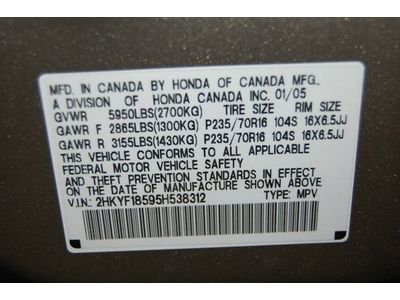 MFD. IN CANADA BY HONDA OF CANADA MFG.,
A DIVISION OF HONDA CANADA INC. 01/05
GVWR 5950LBS(2700KG) TIRE SIZE RIM SIZE
GAWR F 2865LBS(1300KG) P235/70R16 104S 16X6.5JJ
GAWR R 3155LBS(1430KG) P235/70R16 104S 16X6.5JJ
THIS VEHICLE CONFORMS TO ALL APPLICABLE
FEDERAL MOTOR VEHICLE SAFETY
AND THEFT PREVENTION STANDARDS IN EFFECT
ON THE DATE OF MANUFACTURE SHOWN ABOVE.
V.I.N.: 2HKYF18595H538312 TYPE: MPV